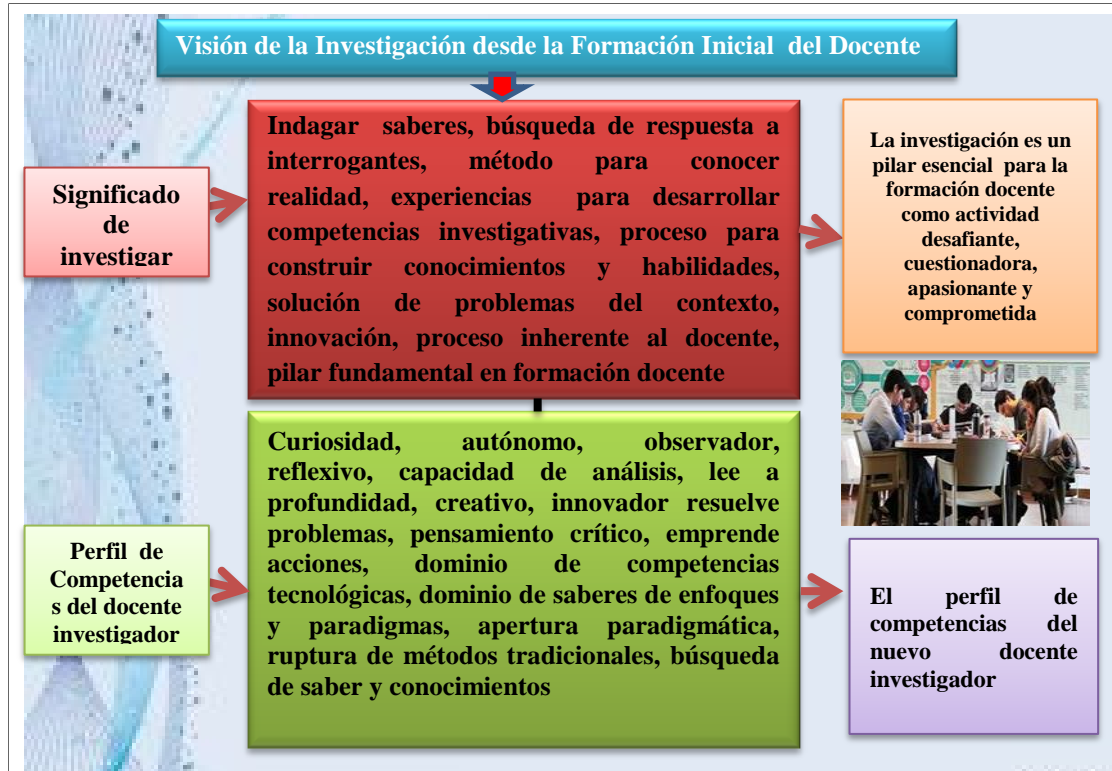 Visión de la Investigación desde la Formación Inicial del Docente
Significado
de
investigar
Indagar saberes, búsqueda de respuesta a
interrogantes, método para conocer
realidad, experiencias para desarrollar
competencias investigativas, proceso para
construir conocimientos y habilidades,
solución de problemas del contexto,
innovación, proceso inherente al docente,
pilar fundamental en formación docente
La investigación es un
pilar esencial para la
formación docente
como actividad
desafiante,
cuestionadora,
apasionante y
comprometida
Perfil de
Competencia
s del docente
investigador
Curiosidad, autónomo, observador,
reflexivo, capacidad de análisis, lee a
profundidad, creativo, innovador resuelve
problemas, pensamiento crítico, emprende
acciones, dominio de competencias
tecnológicas, dominio de saberes de enfoques
y paradigmas, apertura paradigmática,
ruptura de métodos tradicionales, búsqueda
de saber y conocimientos
El perfil de
competencias del
nuevo docente
investigador